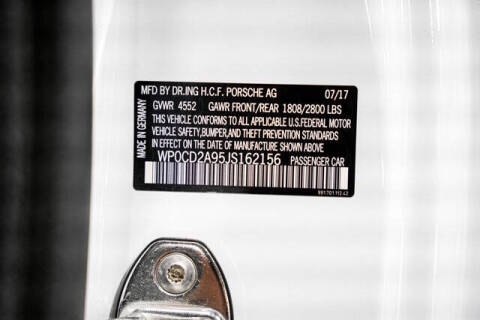 MFD BY DR.ING H.C.F. PORSCHE AG 07/17
GVWR 4552 GAWR FRONT/REAR 1808/2800 LBS
THIS VEHICLE CONFORMS TO ALL APPLICABLE U.S.FEDERAL MOTOR
VEHICLE SAFETY,BUMPER,AND THEFT PREVENTION STANDARDS
IN EFFECT ON THE DATE OF MANUFACTURE SHOWN ABOVE.
WP0CD2A95JS162156 PASSENGER CAR
MADE IN GERMANY